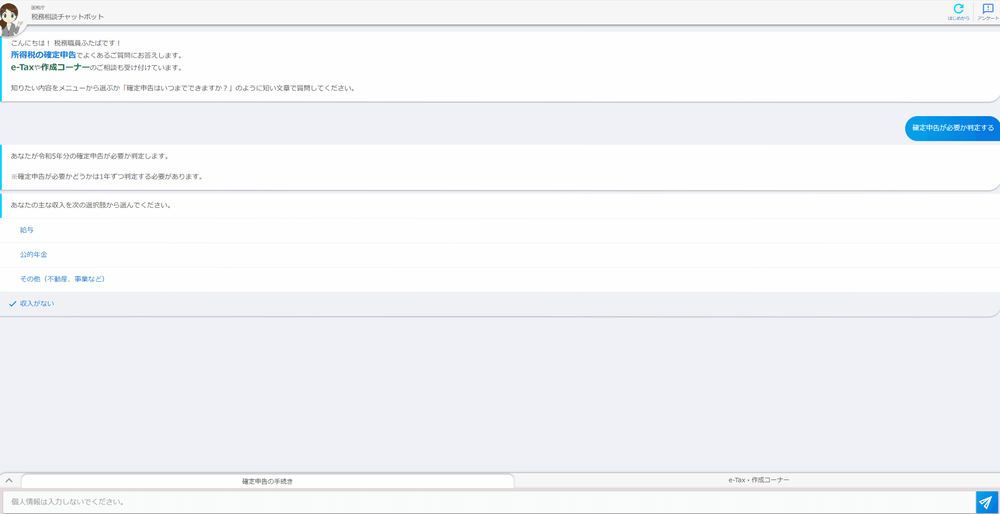 国税庁
税務相談チャットボット
はじめから
アンケート
こんにちは！ 税務職員ふたばです！
所得税の確定申告でよくあるご質問にお答えします。
e-Taxや作成コーナーのご相談も受け付けています。
知りたい内容をメニューから選ぶか「確定申告はいつまでできますか？」のように短い文章で質問してください。
確定申告が必要か判定する
あなたが令和5年分の確定申告が必要か判定します。
※確定申告が必要かどうかは1年ずつ判定する必要があります。
あなたの主な収入を次の選択肢から選んでください。
給与
公的年金
その他（不動産、事業など）
収入がない
確定申告の手続き
e-Tax・作成コーナー
個人情報は入力しないでください。